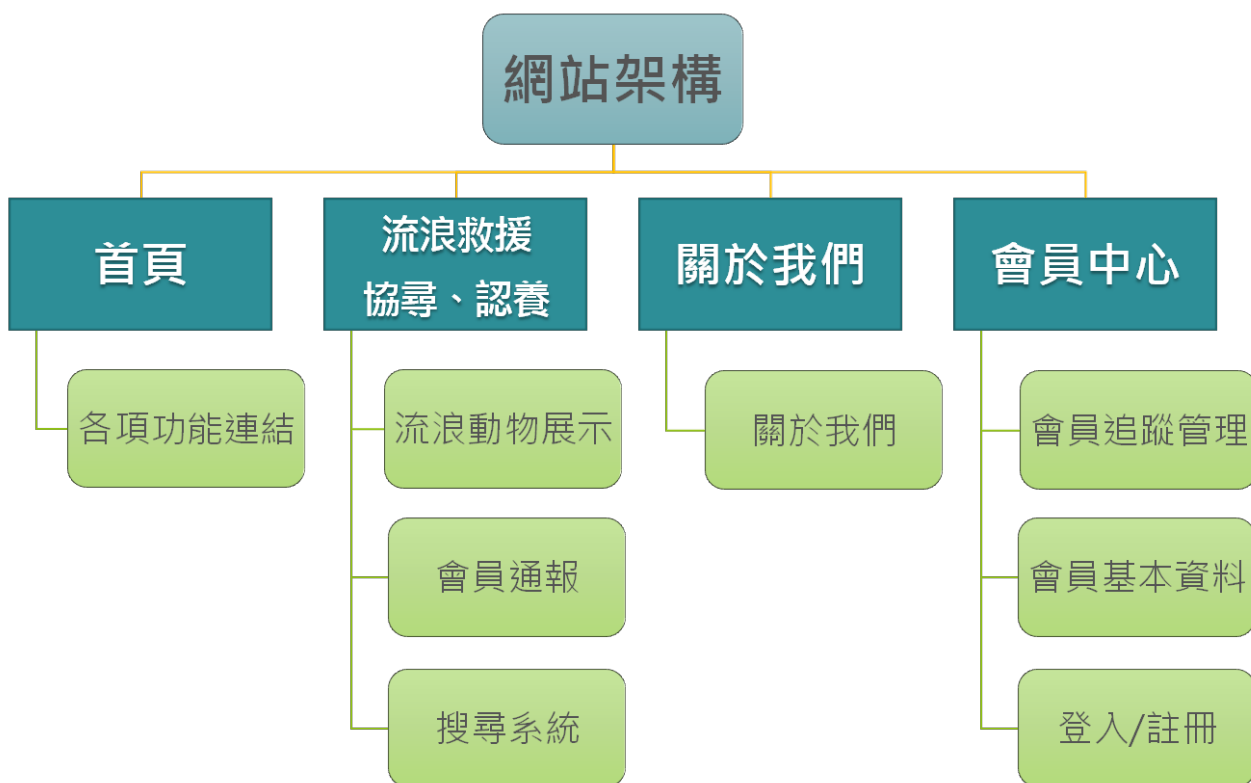 網站架構
首頁
流浪救援
協尋、認養
關於我們
會員中心
各項功能連結
流浪動物展示
關於我們
會員追蹤管理
會員通報
會員基本資料
搜尋系統
登入/註冊